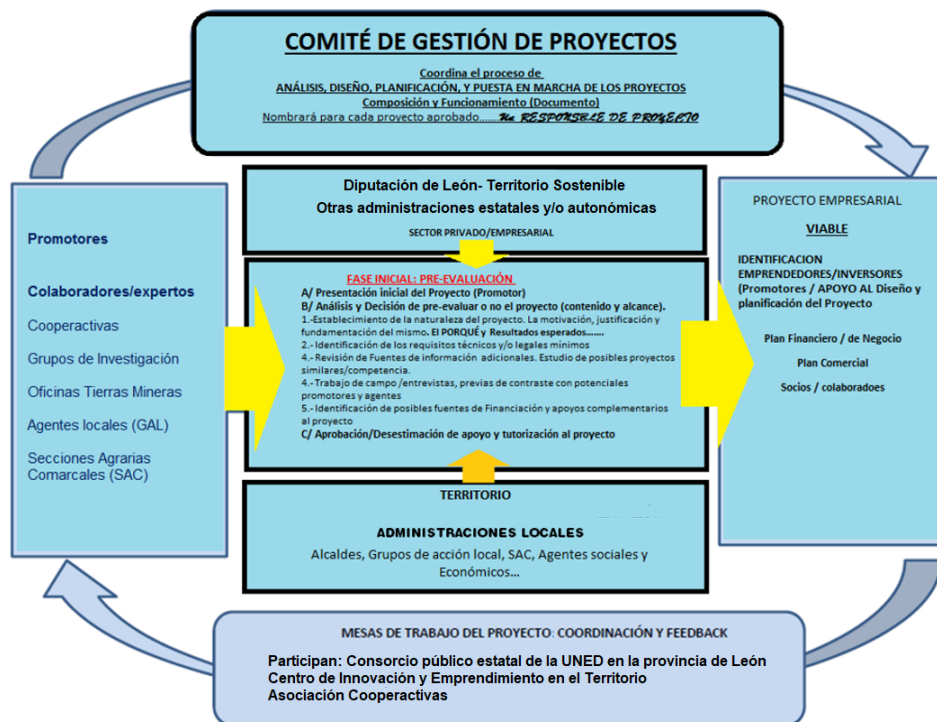 COMITÉ DE GESTIÓN DE PROYECTOS
Coordina el proceso de
ANÁLISIS, DISEÑO, PLANIFICACIÓN, Y PUESTA EN MARCHA DE LOS PROYECTOS
Composición y Funcionamiento (Documento)
Nombrará para cada proyecto aprobado……Un RESPONSBLE DE PROYECTO
Promotores
Colaboradores/expertos
Cooperactivas
Grupos de Investigación
Oficinas Tierras Mineras
Agentes locales (GAL)
Secciones Agrarias
Comarcales (SAC)
Diputación de León- Territorio Sostenible
Otras administraciones estatales y/o autonómicas
SECTOR PRIVADO/EMPRESARIAL
FASE INICIAL: PRE-EVALUACIÓN
A/ Presentación inicial del Proyecto (Promotor)
B/ Análisis y Decisión de pre-evaluar o no el proyecto (contenido y alcance).
1.-Establecimiento de la naturaleza del proyecto. La motivación, justificación y
fundamentación del mismo. El PORQUÉ y Resultados esperados…….
2.- Identificación de los requisitos técnicos y/o legales mínimos
4.- Revisión de Fuentes de información adicionales. Estudio de posibles proyectos
similares/competencia.
4.- Trabajo de campo /entrevistas, previas de contraste con potenciales
promotores y agentes
5.- Identificación de posibles fuentes de Financiación y apoyos complementarios
al proyecto
C/ Aprobación/Desestimación de apoyo y tutorización al proyecto
TERRITORIO
ADMINISTRACIONES LOCALES
Alcaldes, Grupos de acción local, SAC, Agentes sociales y
Económicos…
PROYECTO EMPRESARIAL
VIABLE
IDENTIFICACION
EMPRENDEDORES/INVERSORES
(Promotores / APOYO AL Diseño y
planificación del Proyecto
Plan Financiero / de Negocio
Plan Comercial
Socios / colaboradoes
MESAS DE TRABAJO DEL PROYECTO: COORDINACIÓN Y FEEDBACK
Participan: Consorcio público estatal de la UNED en la provincia de León
Centro de Innovación y Emprendimiento en el Territorio
Asociación Cooperactivas